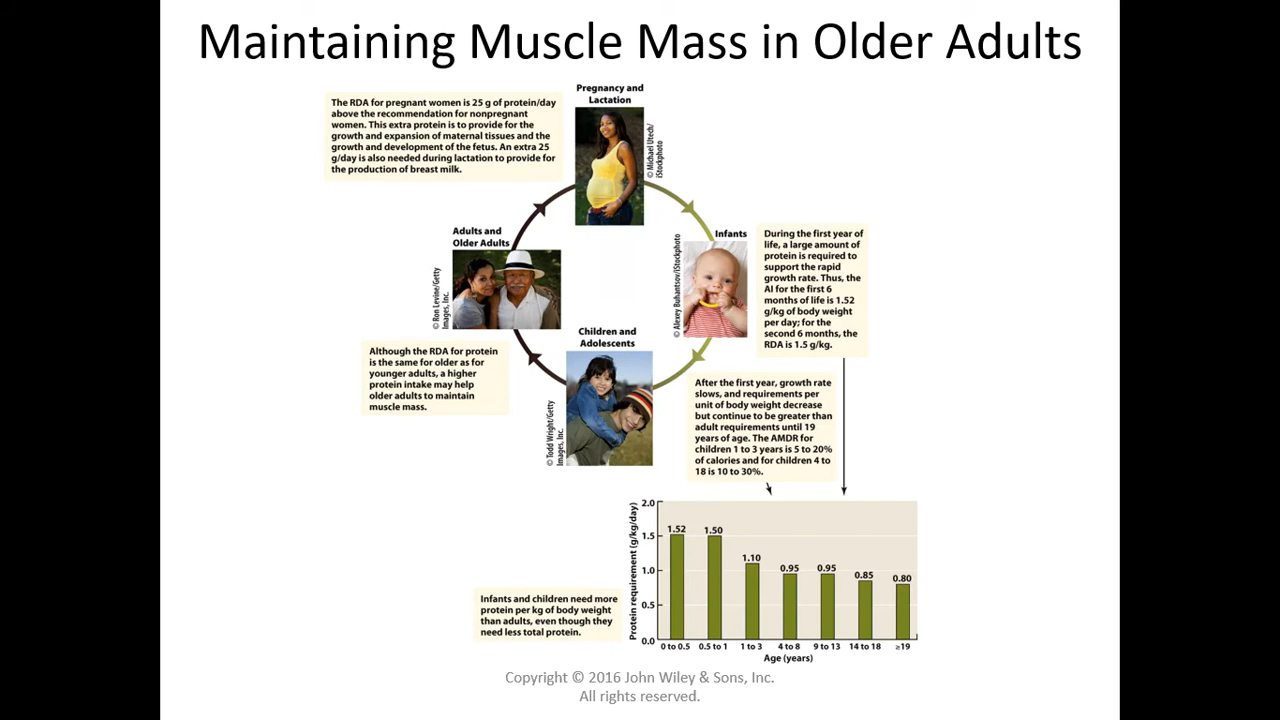 Maintaining Muscle Mass in Older Adults
Pregnancy and
Lactation
The RDA for pregnant women is 25 g of protein/day
above the recommendation for nonpregnant
women. This extra protein is to provide for the
growth and expansion of maternal tissues and the
growth and development of the fetus. An extra 25
g/day is also needed during lactation to provide for
the production of breast milk.
© Michael Utech/
iStockphoto
Adults and
Older Adults
© Ron Levine/Getty
Images, Inc.
Infants
© Alexey Buhantsov/iStockphoto
During the first year of
life, a large amount of
protein is required to
support the rapid
growth rate. Thus, the
AI for the first 6
months of life is 1.52
g/kg of body weight
per day; for the
second 6 months, the
RDA is 1.5 g/kg.
Children and
Adolescents
© Todd Wright/Getty
Images, Inc.
Although the RDA for protein
is the same for older as for
younger adults, a higher
protein intake may help
older adults to maintain
muscle mass.
After the first year, growth rate
slows, and requirements per
unit of body weight decrease
but continue to be greater than
adult requirements until 19
years of age. The AMDR for
children 1 to 3 years is 5 to 20%
of calories and for children 4 to
18 is 10 to 30%.
Infants and children need more
protein per kg of body weight
than adults, even though they
need less total protein.
Protein requirement (g/kg/day)
2.0
1.5
1.0
0.5
0.0
1.52
1.50
1.10
0.95
0.95
0.85
0.80
0 to 0.5
0.5 to 1
1 to 3
4 to 8
9 to 13
14 to 18
≥19
Age (years)
Copyright © 2016 John Wiley & Sons, Inc.
All rights reserved.